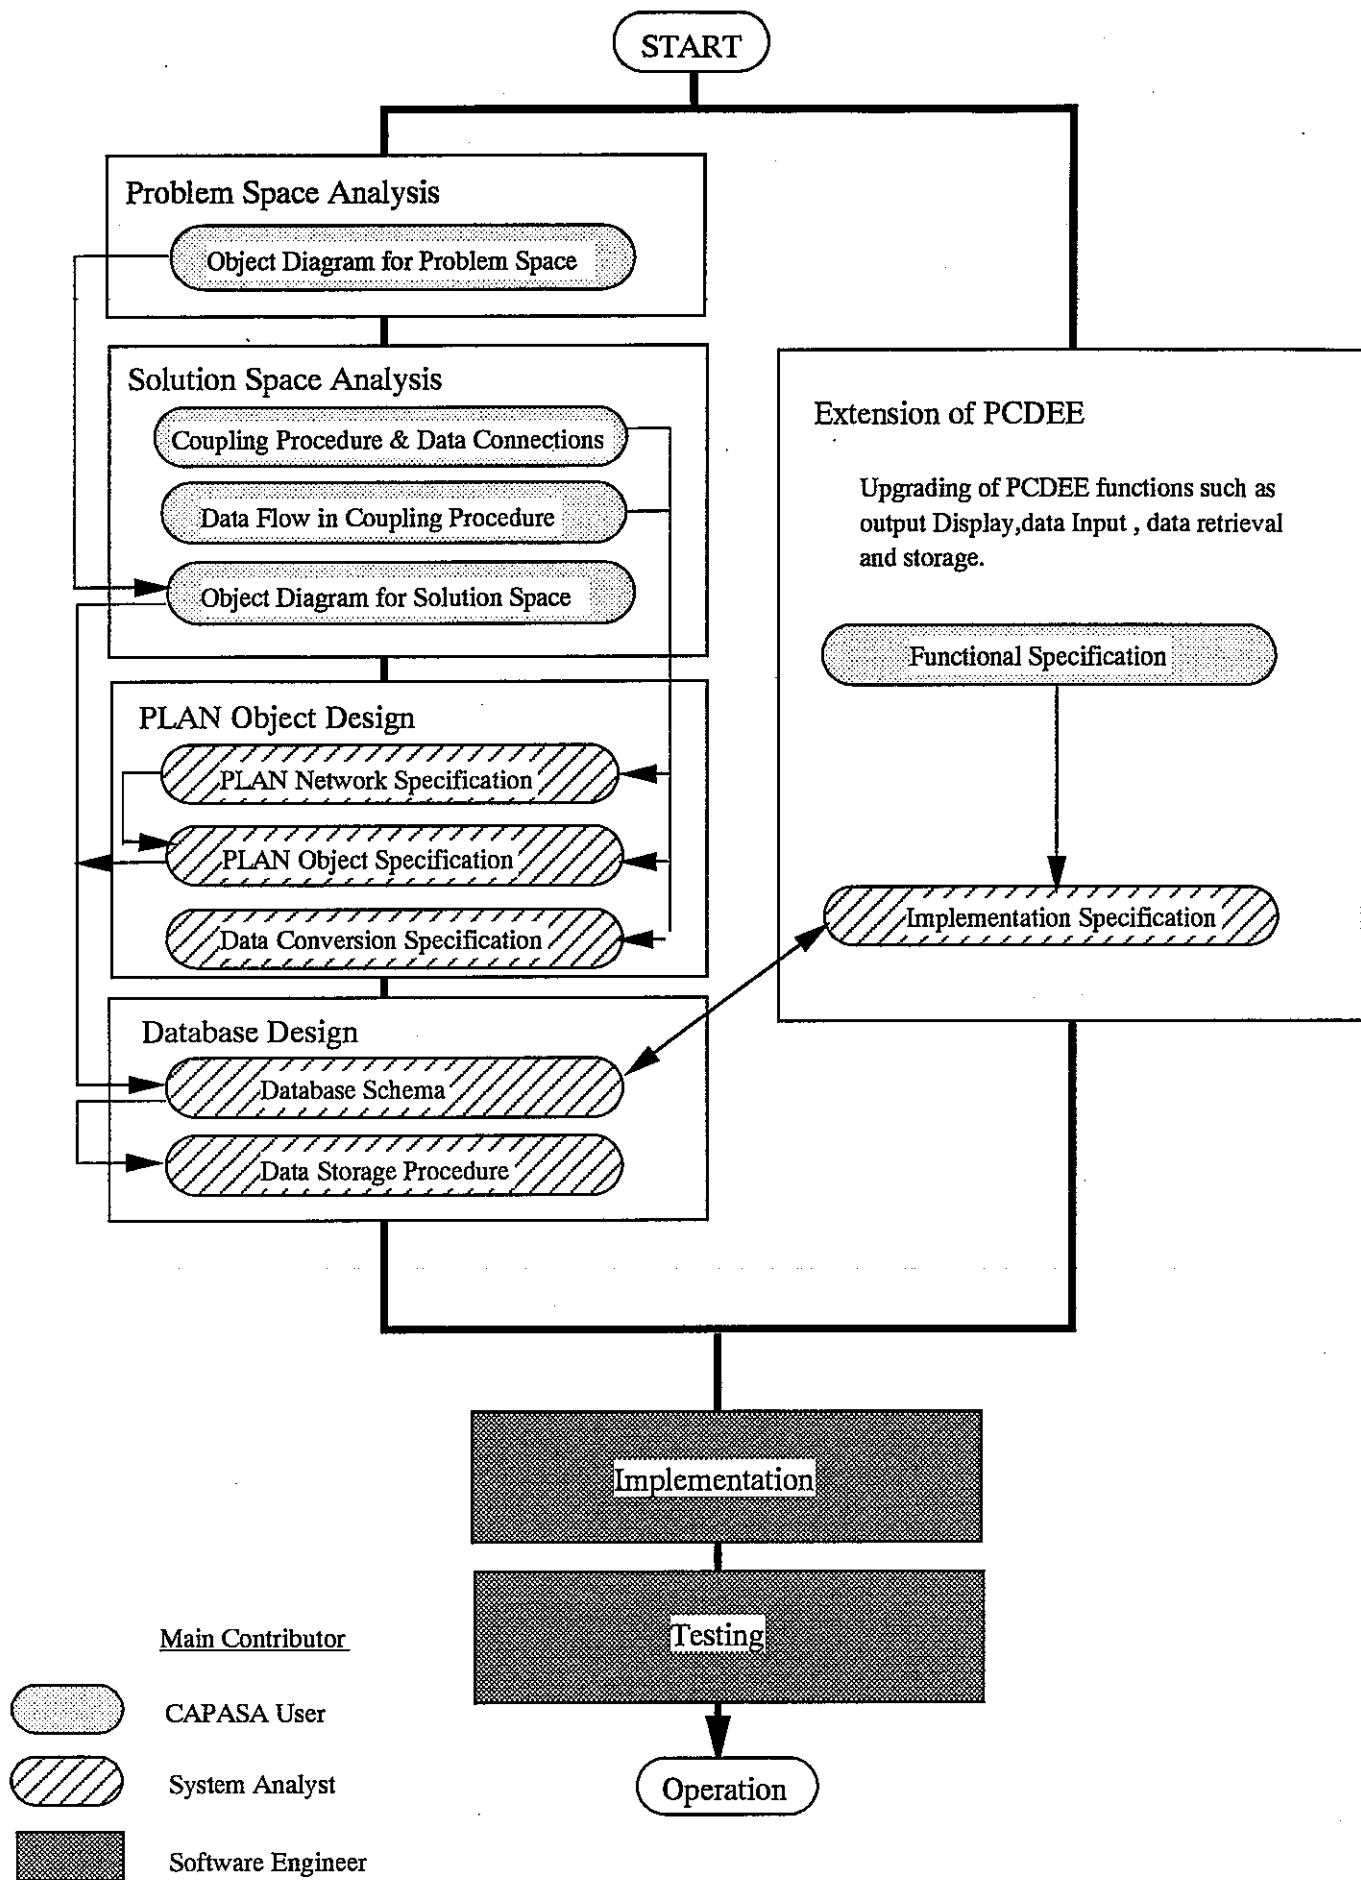 START
Problem Space Analysis
Object Diagram for Problem Space
Solution Space Analysis
Coupling Procedure & Data Connections
Data Flow in Coupling Procedure
Object Diagram for Solution Space
PLAN Object Design
PLAN Network Specification
PLAN Object Specification
Data Conversion Specification
Database Design
Database Schema
Data Storage Procedure
Extension of PCDEE
Upgrading of PCDEE functions such as
output Display,data Input , data retrieval
and storage.
Functional Specification
Implementation Specification
Implementation
Testing
Operation
Main Contributor
CAPASA User
System Analyst
Software Engineer